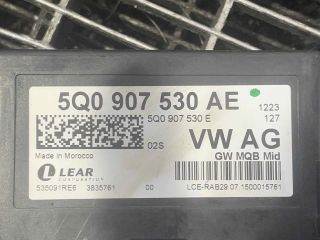 5Q0 907 530 AE
1223
5Q0 907 530 E
127
02S
VW AG
GW MQB Mid
Made in Morocco
LEAR
CORPORATION
535091RE6 3835761 00
LCE-RAB29.07.1500015761